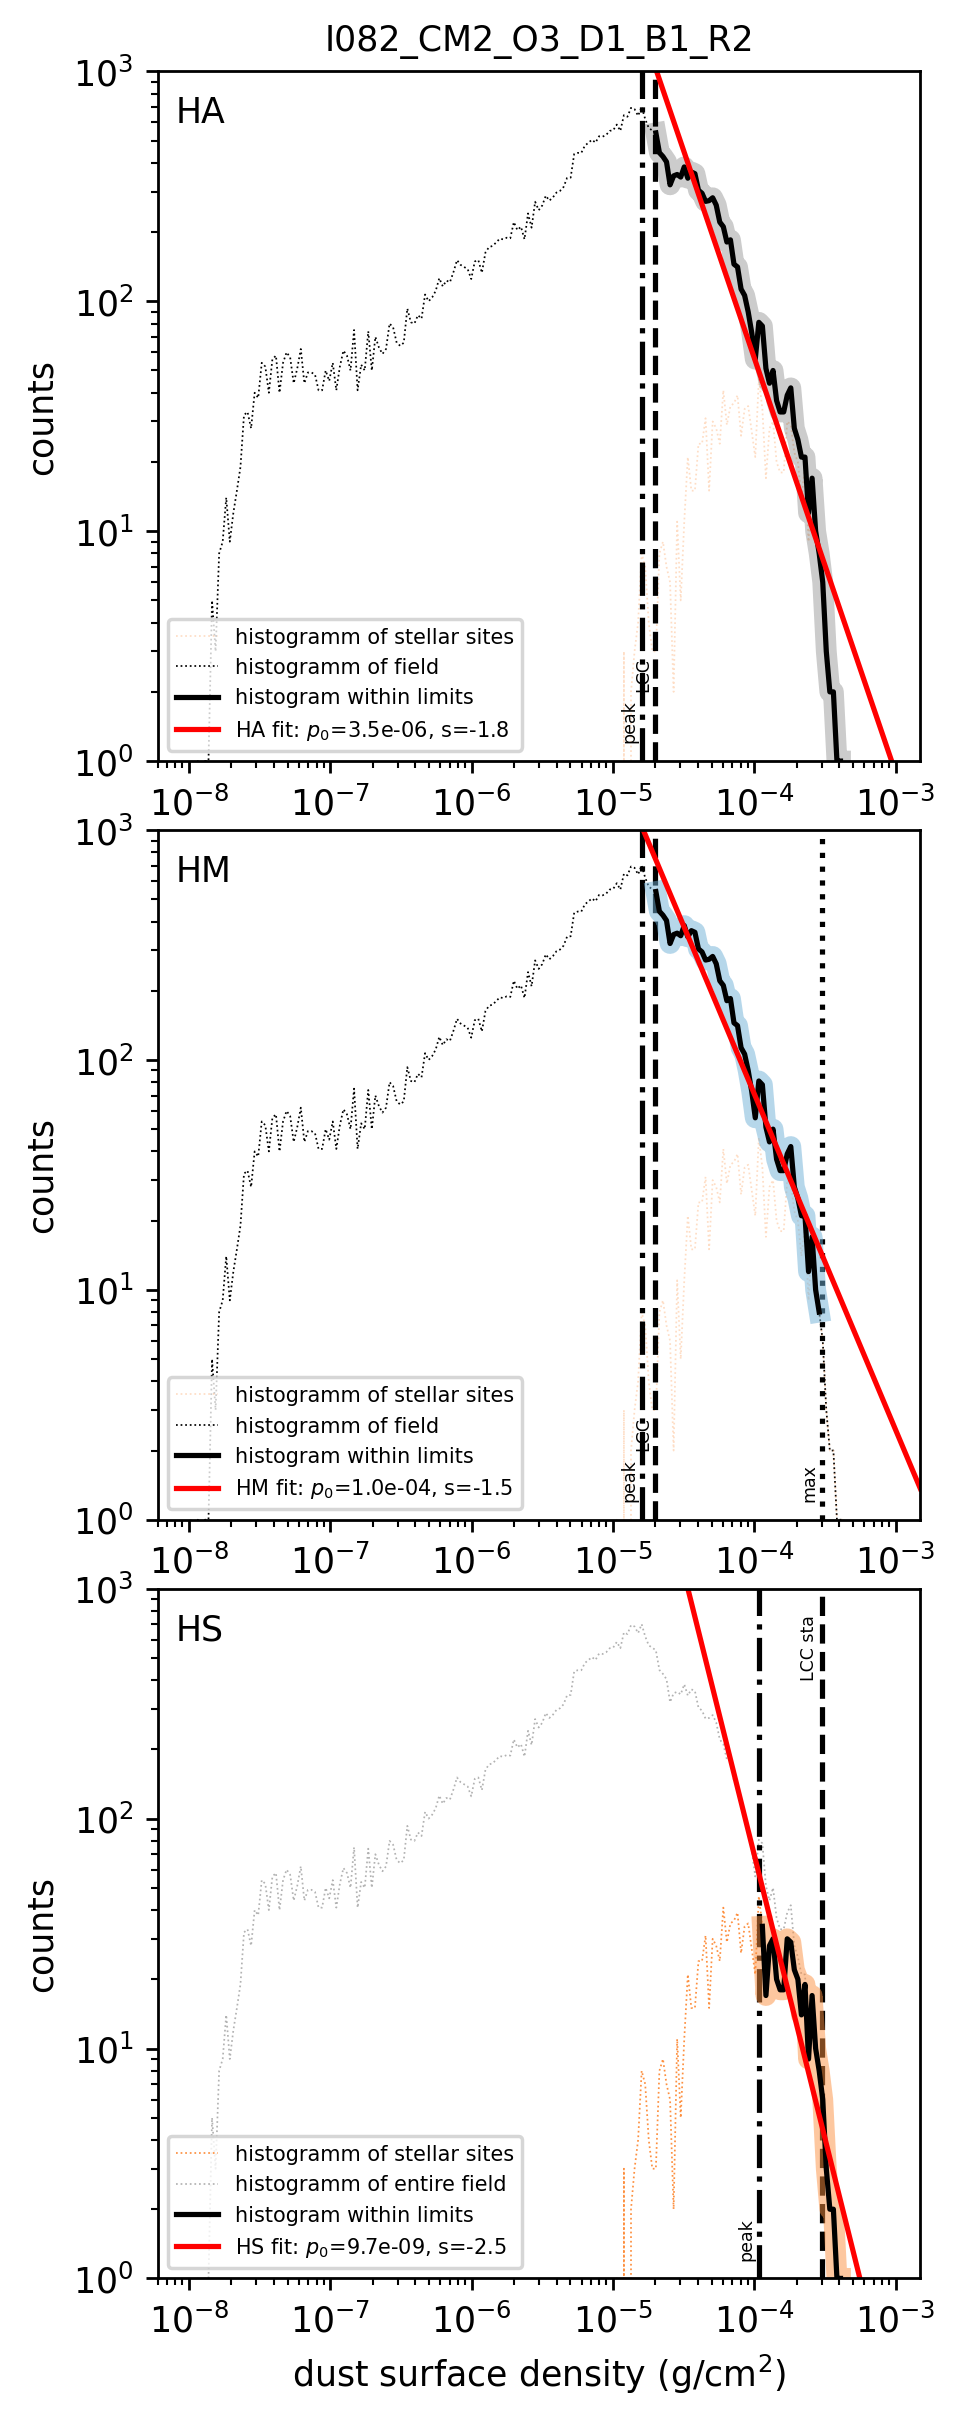 I082_CM2_O3_D1_B1_R2
10³
HA
10²
counts
10¹
peak
LCC
histogramm of stellar sites
histogramm of field
histogram within limits
HA fit: p₀=3.5e-06, s=-1.8
10⁰
10⁻⁸ 10⁻⁷ 10⁻⁶ 10⁻⁵ 10⁻⁴ 10⁻³
10³
HM
10²
counts
10¹
peak
LCC
max
histogramm of stellar sites
histogramm of field
histogram within limits
HM fit: p₀=1.0e-04, s=-1.5
10⁰
10⁻⁸ 10⁻⁷ 10⁻⁶ 10⁻⁵ 10⁻⁴ 10⁻³
10³
HS
LCC sta
10²
counts
10¹
peak
histogramm of stellar sites
histogramm of entire field
histogram within limits
HS fit: p₀=9.7e-09, s=-2.5
10⁰
10⁻⁸ 10⁻⁷ 10⁻⁶ 10⁻⁵ 10⁻⁴ 10⁻³
dust surface density (g/cm²)